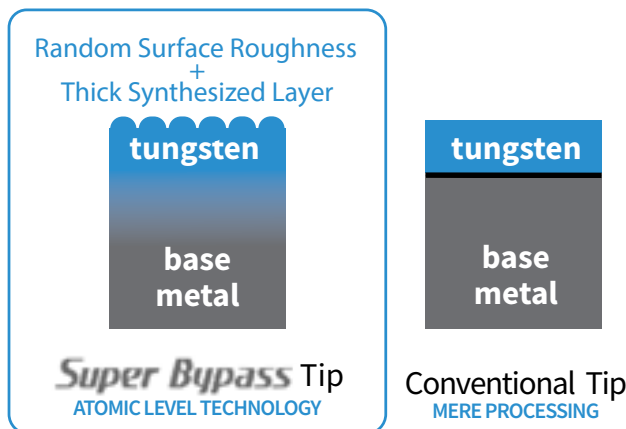 Random Surface Roughness
+
Thick Synthesized Layer
tungsten
base
metal
Super Bypass Tip
ATOMIC LEVEL TECHNOLOGY
tungsten
base
metal
Conventional Tip
MERE PROCESSING